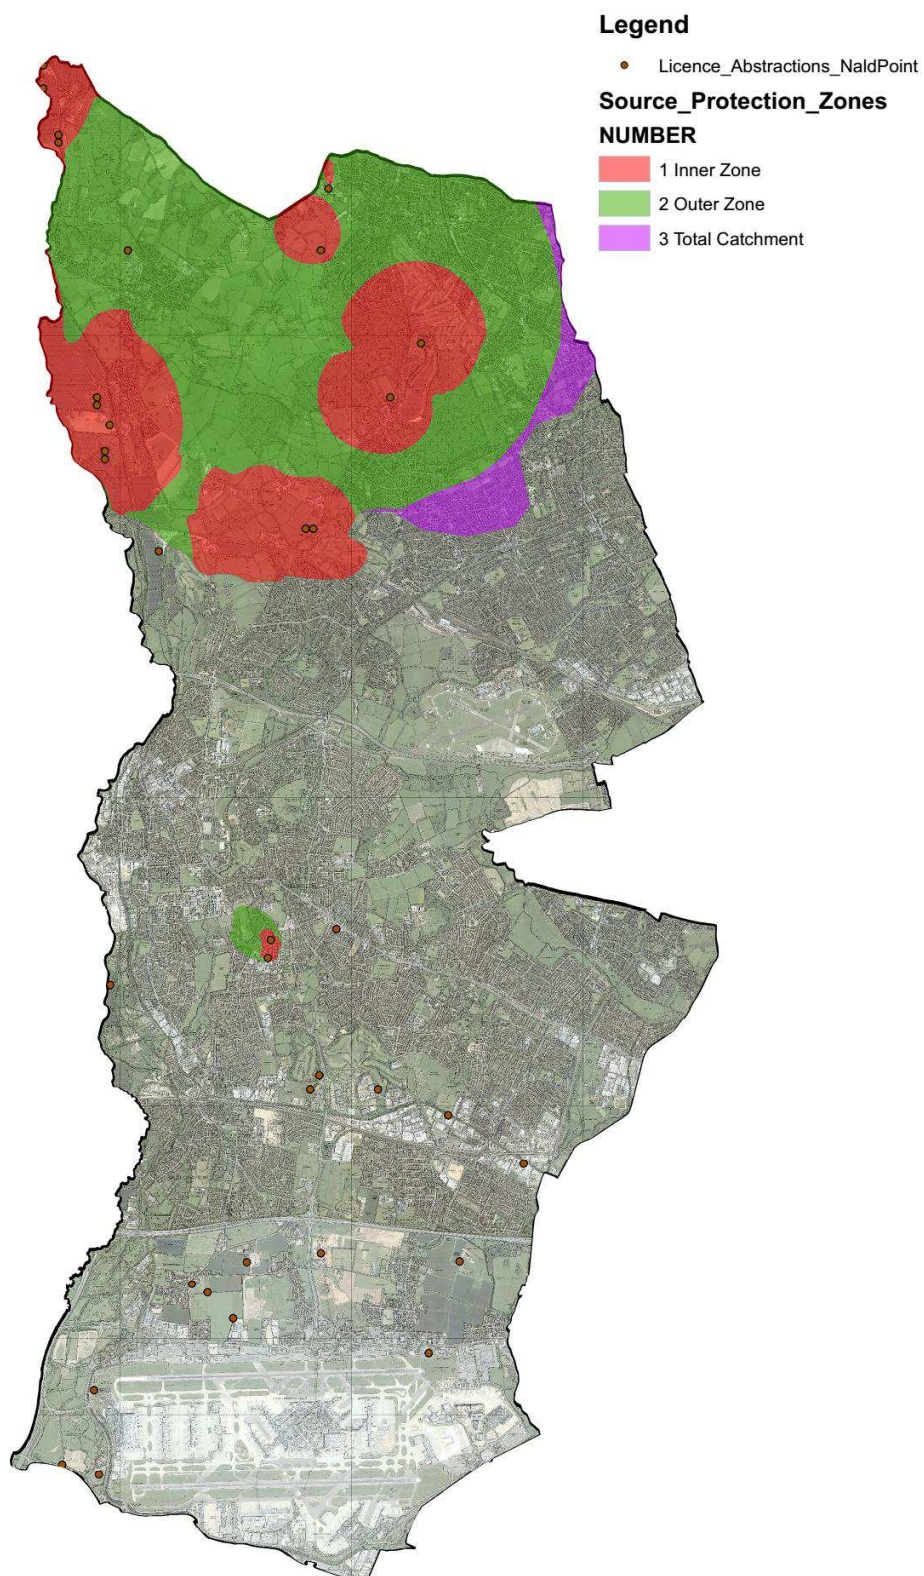 Legend
Licence_Abstractions_NaldPoint
Source_Protection_Zones
NUMBER
1 Inner Zone
2 Outer Zone
3 Total Catchment